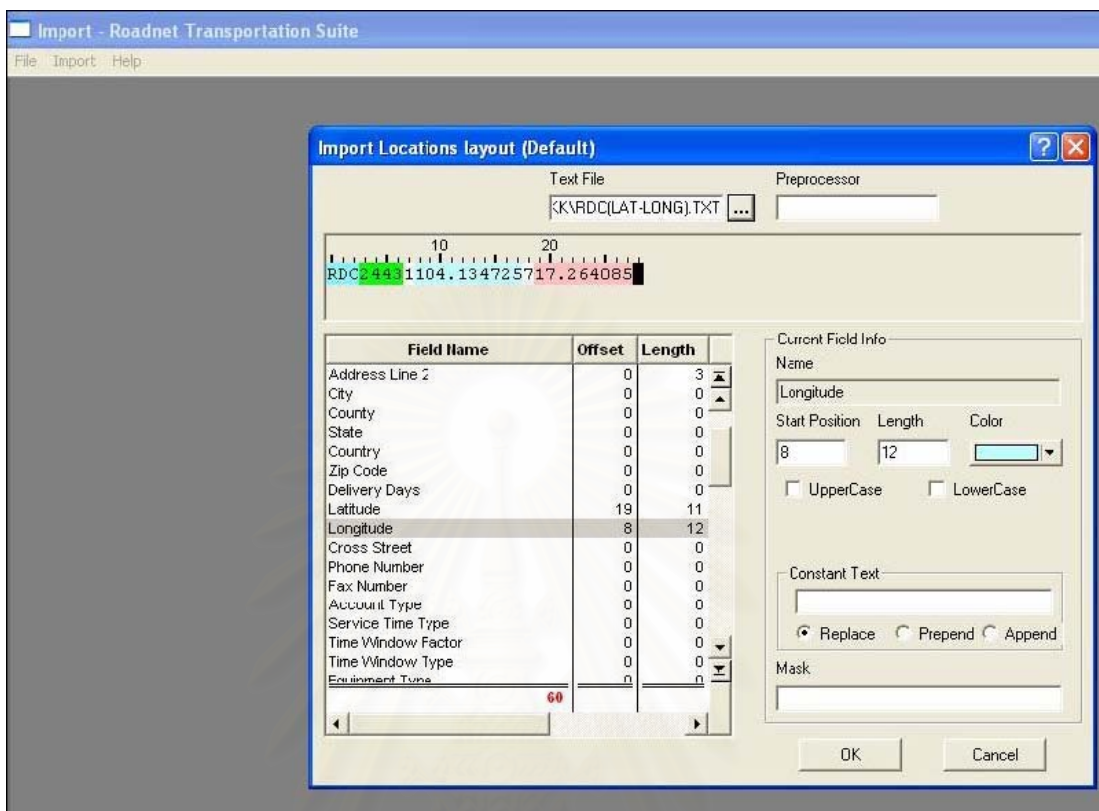 Import - Roadnet Transportation Suite
File Import Help
Import Locations layout (Default)
Text File
Preprocessor
K\RDC(LAT-LONG).TXT ...
10 20
RDC24431104.134725717.264085
Field Name Offset Length
Address Line 2 0 3
City 0 0
County 0 0
State 0 0
Country 0 0
Zip Code 0 0
Delivery Days 0 0
Latitude 19 11
Longitude 8 12
Cross Street 0 0
Phone Number 0 0
Fax Number 0 0
Account Type 0 0
Service Time Type 0 0
Time Window Factor 0 0
Time Window Type 0 0
Equipment Type 0 0
60
Current Field Info
Name
Longitude
Start Position Length Color
8 12
UpperCase LowerCase
Constant Text
Replace Prepend Append
Mask
OK Cancel